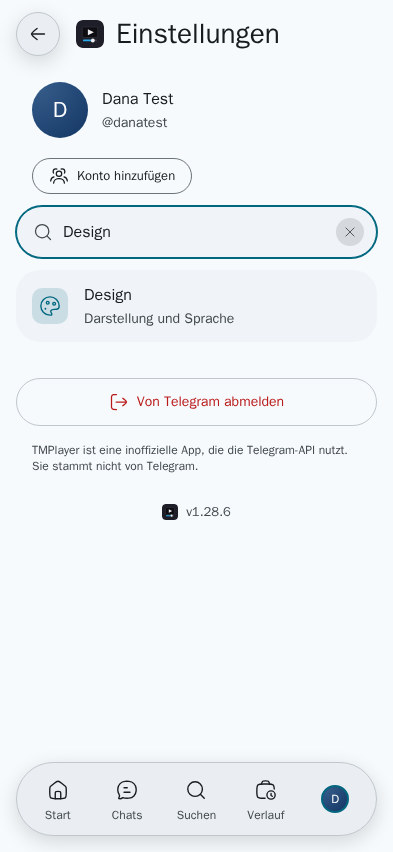 Einstellungen
D
Dana Test
@danatest
Konto hinzufügen
Design
Design
Darstellung und Sprache
Von Telegram abmelden
TMPlayer ist eine inoffizielle App, die die Telegram-API nutzt.
Sie stammt nicht von Telegram.
v1.28.6
Start
Chats
Suchen
Verlauf
D